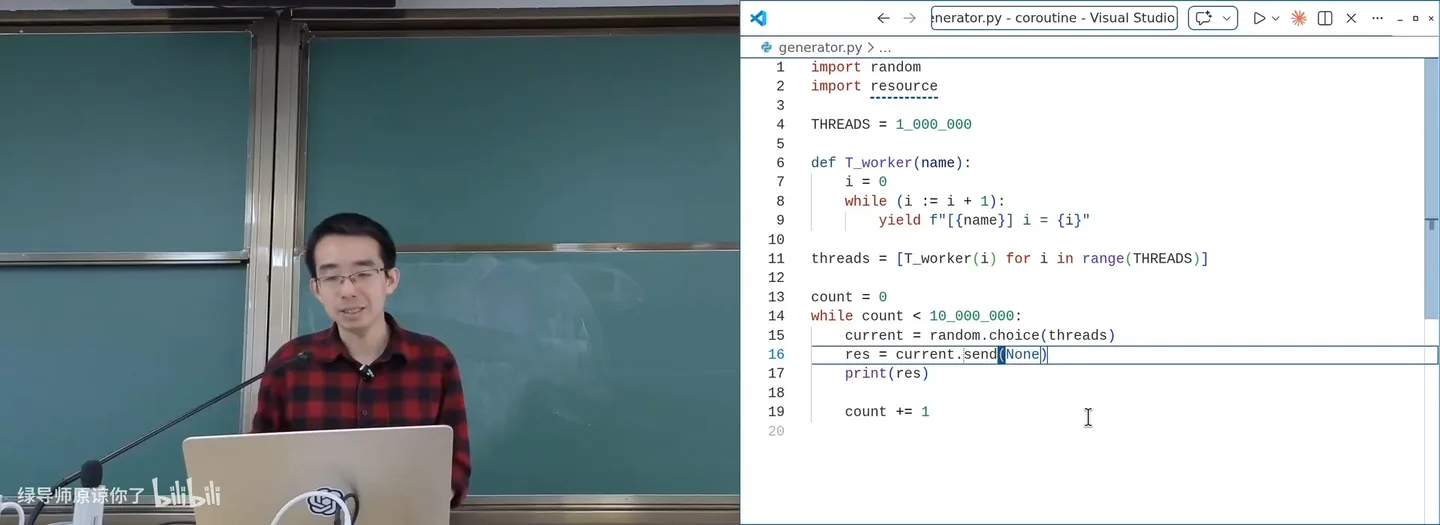 绿导师原谅你了 bilibili
nerator.py - coroutine - Visual Studio
generator.py > ...
1 import random
2 import resource
3
4 THREADS = 1_000_000
5
6 def T_worker(name):
7     i = 0
8     while (i := i + 1):
9         yield f"[{name}] i = {i}"
10
11 threads = [T_worker(i) for i in range(THREADS)]
12
13 count = 0
14 while count < 10_000_000:
15     current = random.choice(threads)
16     res = current.send(None)
17     print(res)
18
19     count += 1
20